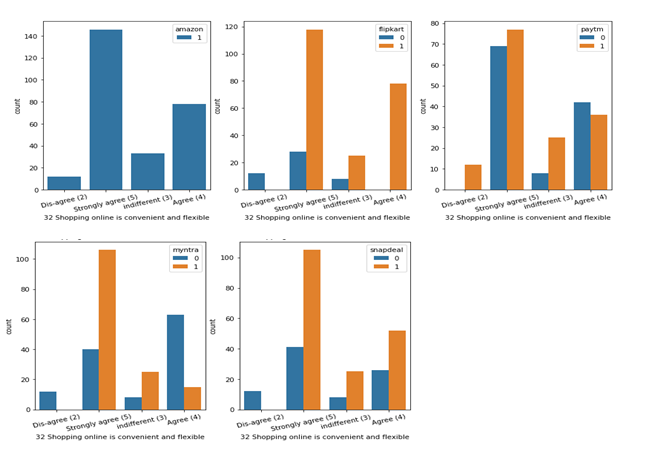 amazon
1
140
120
100
80
60
40
20
0
count
Dis-agree (2)
Strongly agree (5)
Indifferent (3)
Agree (4)
32 Shopping online is convenient and flexible
flipkart
0
1
120
100
80
60
40
20
0
count
Dis-agree (2)
Strongly agree (5)
Indifferent (3)
Agree (4)
32 Shopping online is convenient and flexible
paytm
0
1
80
70
60
50
40
30
20
10
0
count
Dis-agree (2)
Strongly agree (5)
Indifferent (3)
Agree (4)
32 Shopping online is convenient and flexible
myntra
0
1
100
80
60
40
20
0
count
Dis-agree (2)
Strongly agree (5)
Indifferent (3)
Agree (4)
32 Shopping online is convenient and flexible
snapdeal
0
1
100
80
60
40
20
0
count
Dis-agree (2)
Strongly agree (5)
Indifferent (3)
Agree (4)
32 Shopping online is convenient and flexible